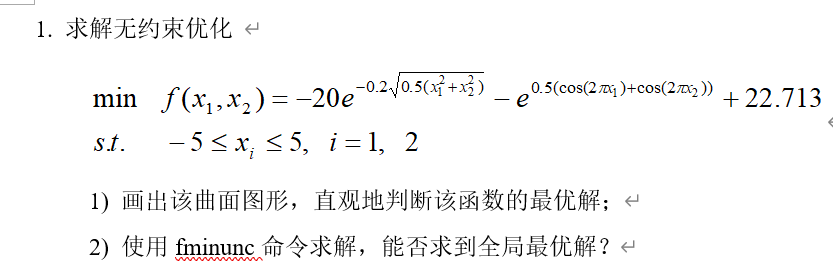 1. 求解无约束优化 ↵
min f(x₁,x₂)=−20e^{−0.2√(0.5(x₁²+x₂²))} − e^{0.5(cos(2πx₁)+cos(2πx₂))} +22.713
s.t. −5≤xᵢ≤5, i=1, 2
1) 画出该曲面图形，直观地判断该函数的最优解；↵
2) 使用 fminunc 命令求解，能否求到全局最优解？↵